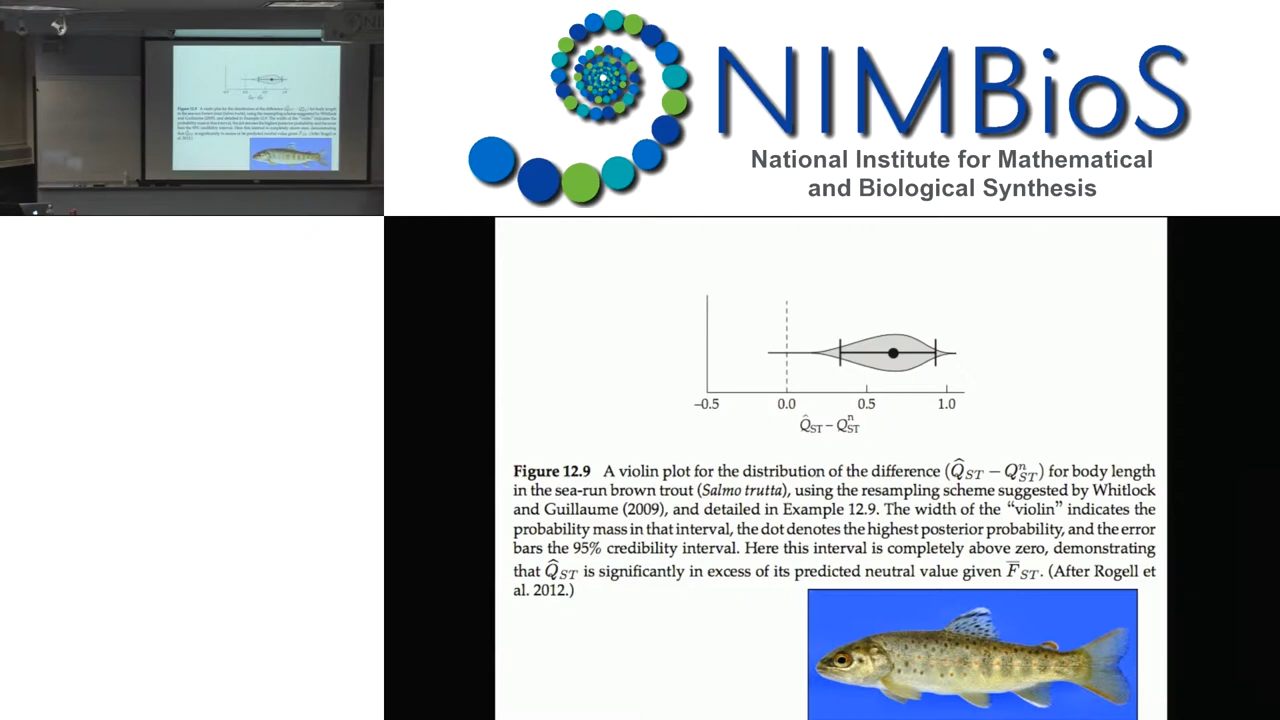 NIMBioS
National Institute for Mathematical
and Biological Synthesis
−0.5 0.0 0.5 1.0
Q̂ST − QⁿST
Figure 12.9 A violin plot for the distribution of the difference (Q̂ST − QⁿST) for body length
in the sea-run brown trout (Salmo trutta), using the resampling scheme suggested by Whitlock
and Guillaume (2009), and detailed in Example 12.9. The width of the “violin” indicates the
probability mass in that interval, the dot denotes the highest posterior probability, and the error
bars the 95% credibility interval. Here this interval is completely above zero, demonstrating
that Q̂ST is significantly in excess of its predicted neutral value given F̅ST. (After Rogell et
al. 2012.)